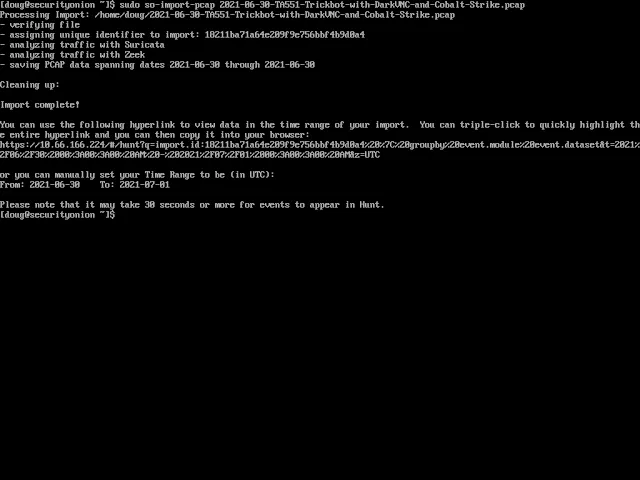 [doug@securityonion ~]$ sudo so-import-pcap 2021-06-30-TA551-Trickbot-with-DarkVNC-and-Cobalt-Strike.pcap
Processing Import: /home/doug/2021-06-30-TA551-Trickbot-with-DarkVNC-and-Cobalt-Strike.pcap
- verifying file
- assigning unique identifier to import: 18211ba71a64e209f9e756bbf4b9d0a4
- analyzing traffic with Suricata
- analyzing traffic with Zeek
- saving PCAP data spanning dates 2021-06-30 through 2021-06-30
Cleaning up:
Import complete!
You can use the following hyperlink to view data in the time range of your import.  You can triple-click to quickly highlight th
e entire hyperlink and you can then copy it into your browser:
https://10.66.166.224/#/hunt?q=import.id:18211ba71a64e209f9e756bbf4b9d0a4%20%7C%20groupby%20event.module%20event.dataset&t=2021%
2F06%2F30%2000%3A00%3A00%20AM%20-%202021%2F07%2F01%2000%3A00%3A00%20AM&z=UTC
or you can manually set your Time Range to be (in UTC):
From: 2021-06-30    To: 2021-07-01
Please note that it may take 30 seconds or more for events to appear in Hunt.
[doug@securityonion ~]$